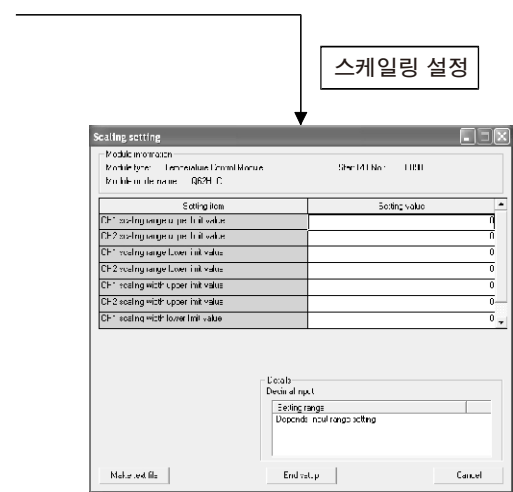 스케일링 설정
Scaling setting
Module information
Module type: Temperature Control Module Start I/O No.:
Module model name:
Setting item Setting value
CH1 scaling range upper limit value 0
CH2 scaling range upper limit value 0
CH1 scaling range lower limit value 0
CH2 scaling range lower limit value 0
CH1 scaling width upper limit value 0
CH2 scaling width upper limit value 0
CH1 scaling width lower limit value 0
Details
Decimal input
Setting range
Depends input range setting
Make text file End setup Cancel